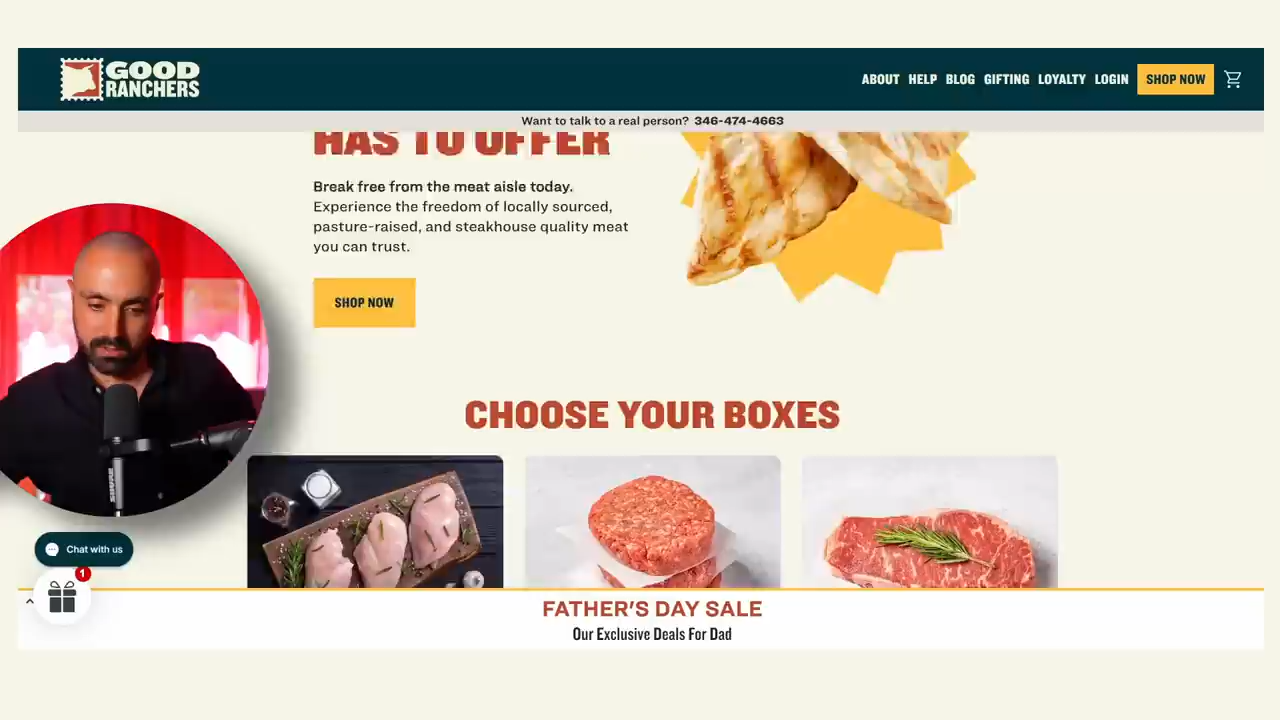 GOOD
RANCHERS
ABOUT HELP BLOG GIFTING LOYALTY LOGIN SHOP NOW
Want to talk to a real person? 346-474-4663
HAS TO OFFER
Break free from the meat aisle today.
Experience the freedom of locally sourced,
pasture-raised, and steakhouse quality meat
you can trust.
SHOP NOW
CHOOSE YOUR BOXES
SHURE
Chat with us
1
FATHER'S DAY SALE
Our Exclusive Deals For Dad